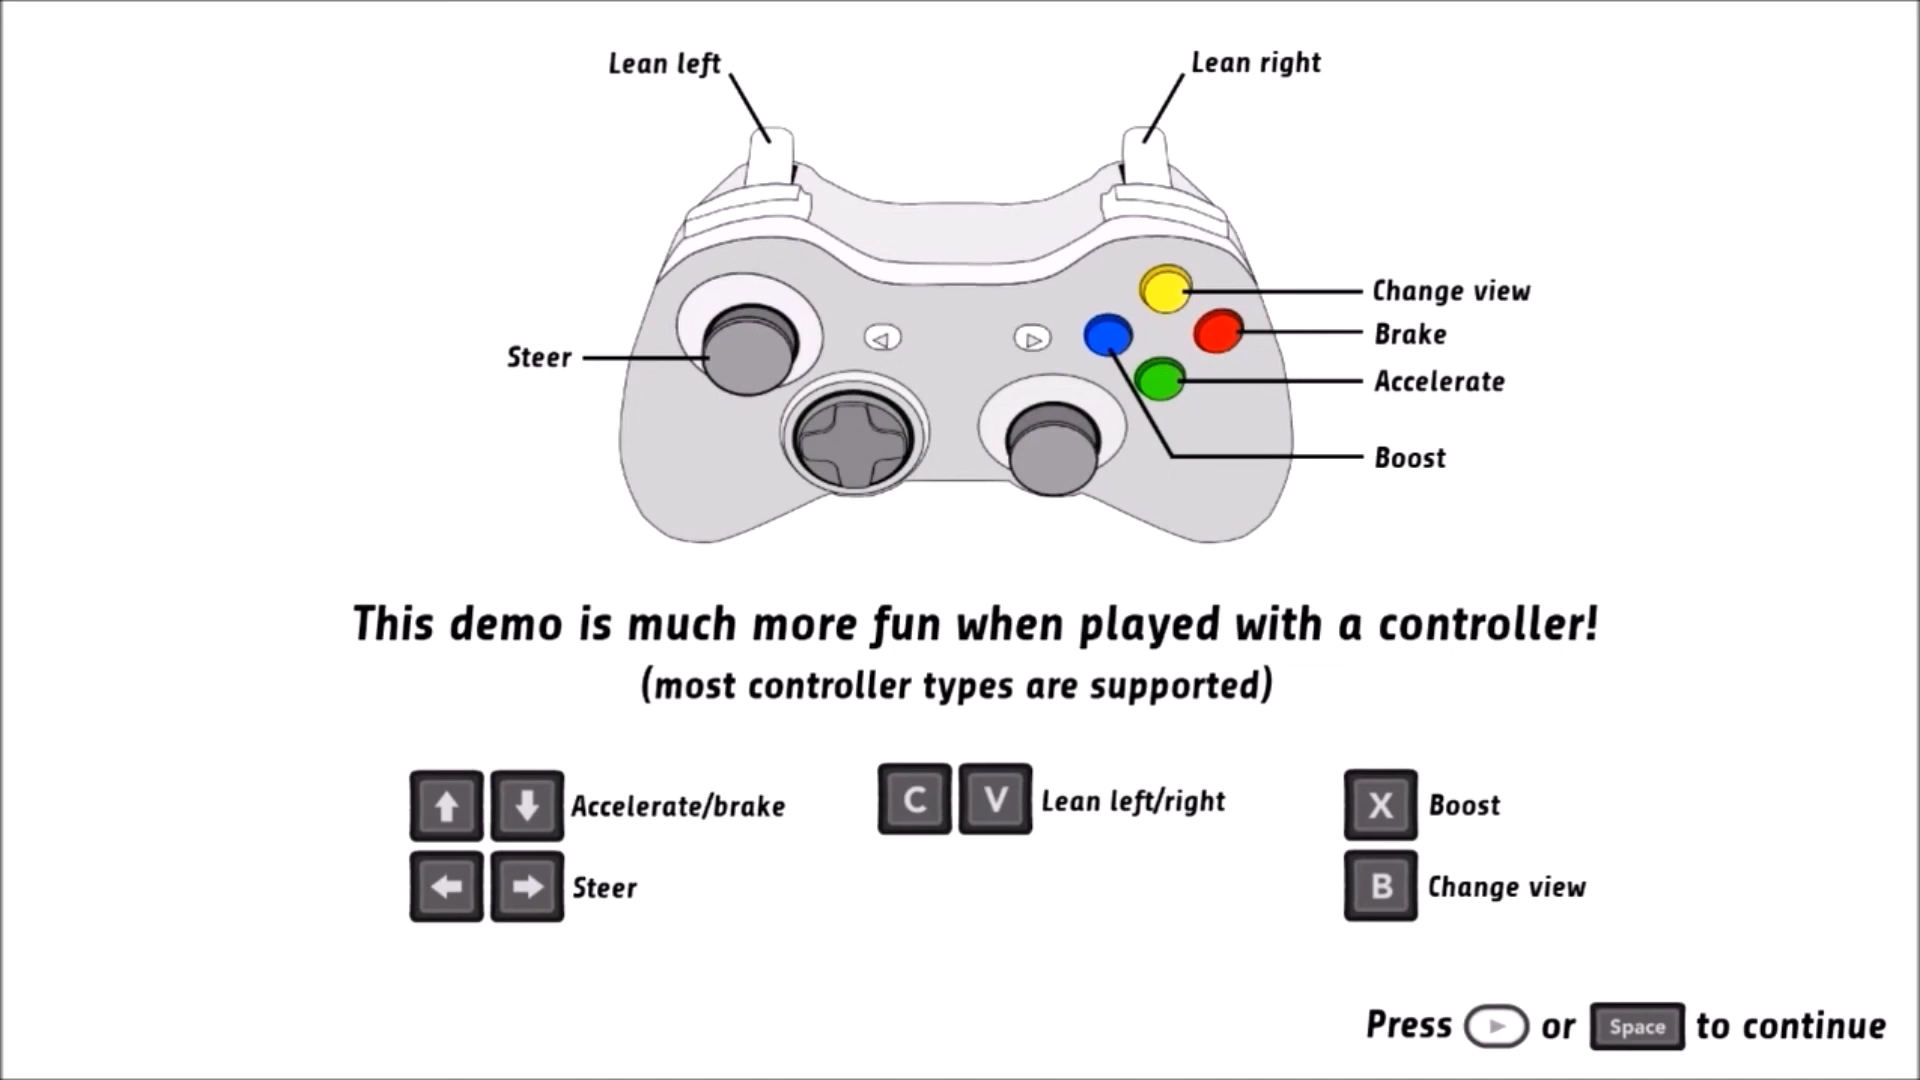 Lean left
Lean right
Change view
Brake
Steer
Accelerate
Boost
This demo is much more fun when played with a controller!
(most controller types are supported)
Accelerate/brake
C V Lean left/right
X Boost
Steer
B Change view
Press or Space to continue